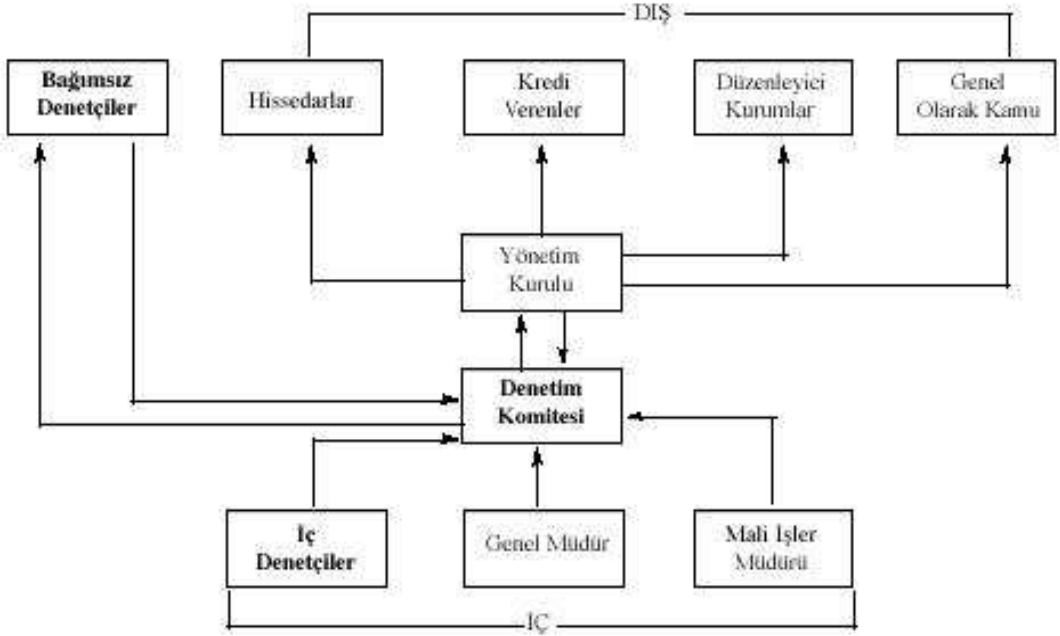 DIŞ
Bağımsız
Denetçiler
Hissedarlar
Kredi
Verenler
Düzenleyici
Kurumlar
Genel
Olarak Kamu
Yönetim
Kurulu
Denetim
Komitesi
İç
Denetçiler
Genel Müdür
Mali İşler
Müdürü
İÇ